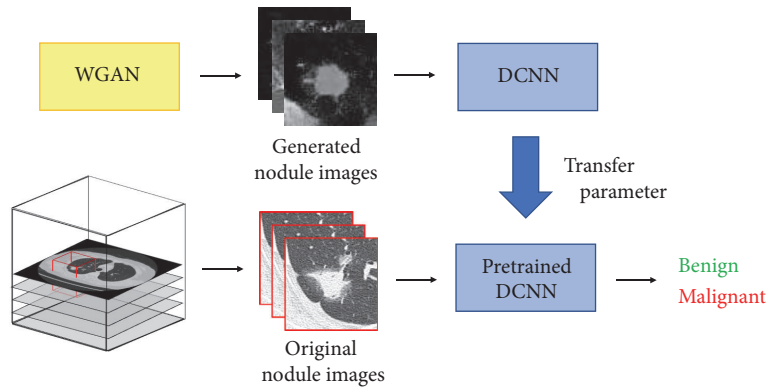 WGAN
DCNN
Generated
nodule images
Transfer
parameter
Pretrained
DCNN
Benign
Malignant
Original
nodule images